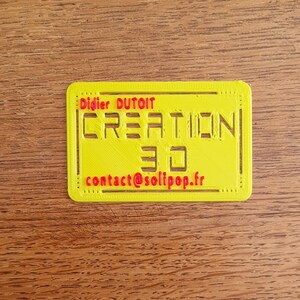 Didier DUTOIT
CREATION
3D
contact@solipop.fr